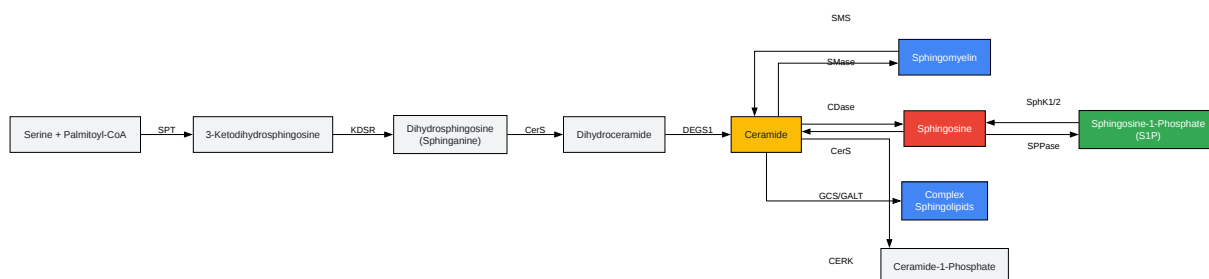 SMS
Sphingomyelin
SMase
CDase
SphK1/2
Serine + Palmitoyl-CoA
SPT
3-Ketodihydrosphingosine
KDSR
Dihydrosphingosine
(Sphinganine)
CerS
Dihydroceramide
DEGS1
Ceramide
Sphingosine
Sphingosine-1-Phosphate
(S1P)
CerS
SPPase
GCS/GALT
Complex
Sphingolipids
CERK
Ceramide-1-Phosphate